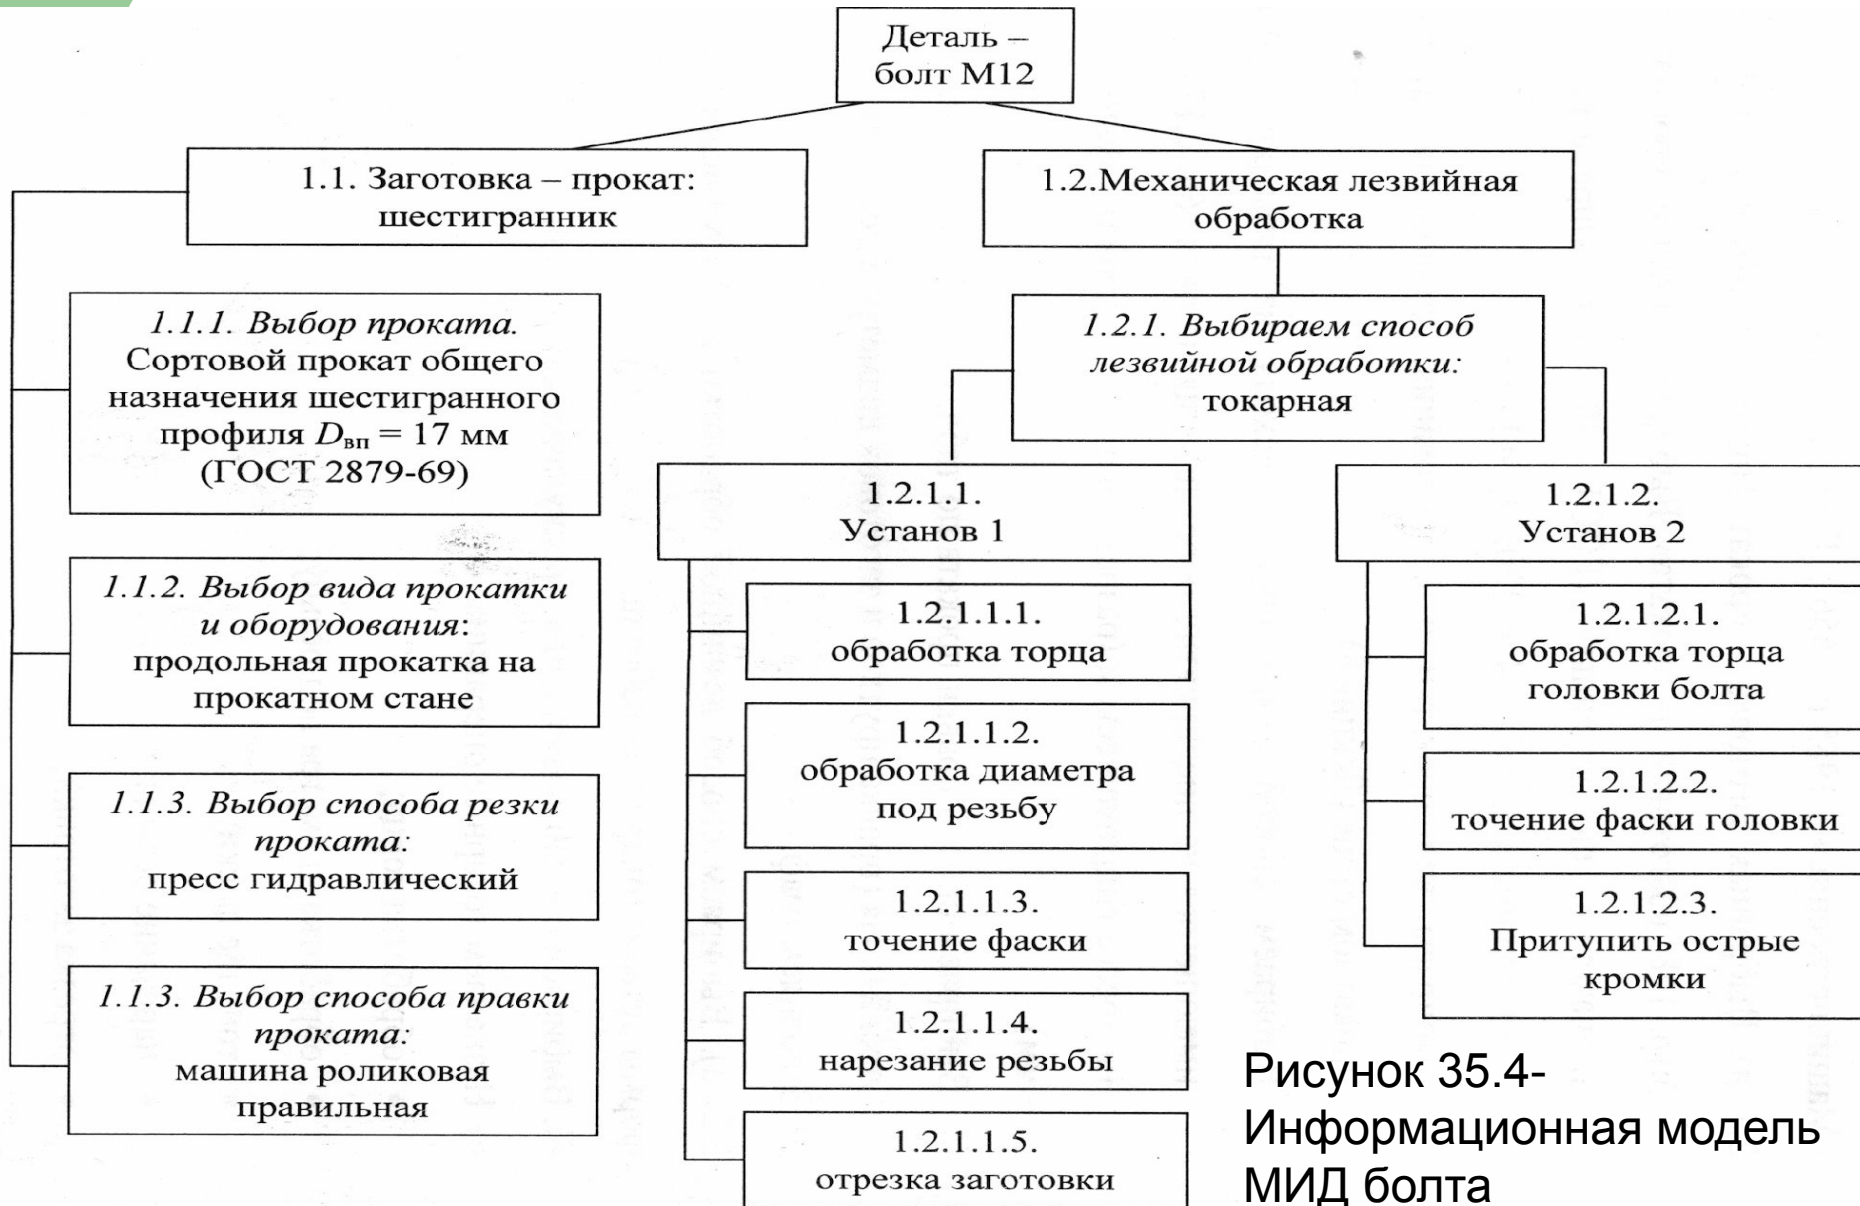 Деталь –
болт М12
1.1. Заготовка – прокат:
шестигранник
1.1.1. Выбор проката.
Сортовой прокат общего
назначения шестигранного
профиля Dвп = 17 мм
(ГОСТ 2879-69)
1.1.2. Выбор вида прокатки
и оборудования:
продольная прокатка на
прокатном стане
1.1.3. Выбор способа резки
проката:
пресс гидравлический
1.1.3. Выбор способа правки
проката:
машина роликовая
правильная
1.2.Механическая лезвийная
обработка
1.2.1. Выбираем способ
лезвийной обработки:
токарная
1.2.1.1.
Установ 1
1.2.1.1.1.
обработка торца
1.2.1.1.2.
обработка диаметра
под резьбу
1.2.1.1.3.
точение фаски
1.2.1.1.4.
нарезание резьбы
1.2.1.1.5.
отрезка заготовки
1.2.1.2.
Установ 2
1.2.1.2.1.
обработка торца
головки болта
1.2.1.2.2.
точение фаски головки
1.2.1.2.3.
Притупить острые
кромки
Рисунок 35.4-
Информационная модель
МИД болта